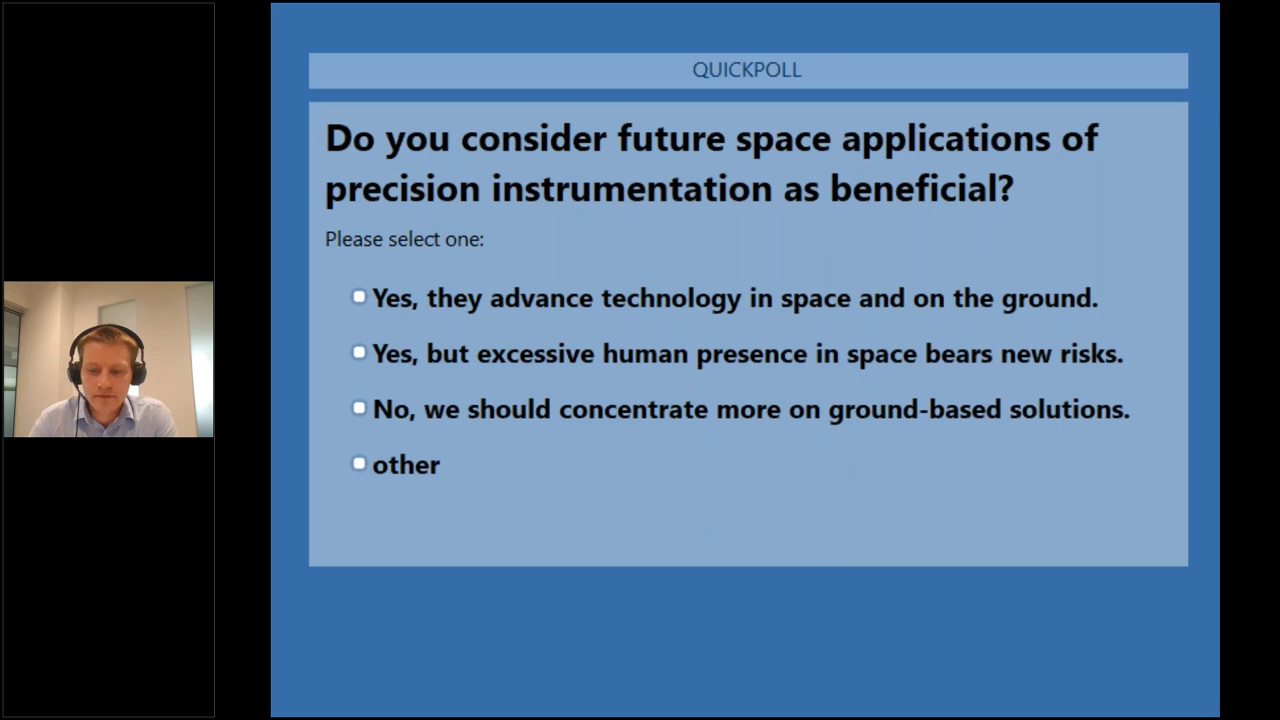 QUICKPOLL
Do you consider future space applications of
precision instrumentation as beneficial?
Please select one:
Yes, they advance technology in space and on the ground.
Yes, but excessive human presence in space bears new risks.
No, we should concentrate more on ground-based solutions.
other